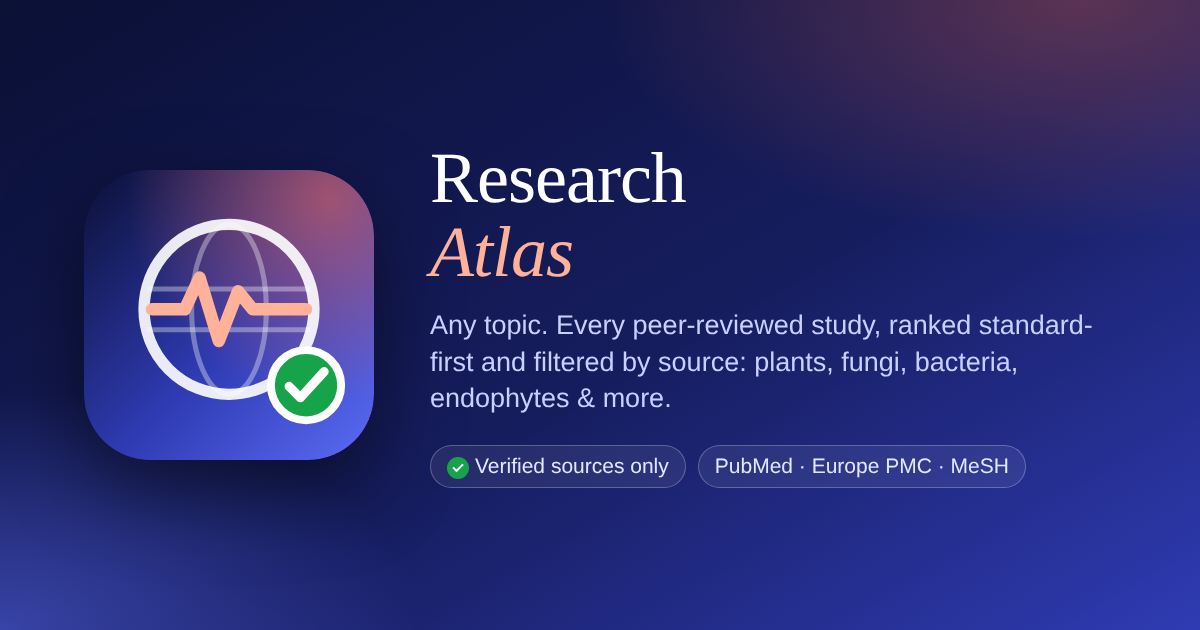 Research
Atlas
Any topic. Every peer-reviewed study, ranked standard-
first and filtered by source: plants, fungi, bacteria,
endophytes & more.
Verified sources only
PubMed · Europe PMC · MeSH